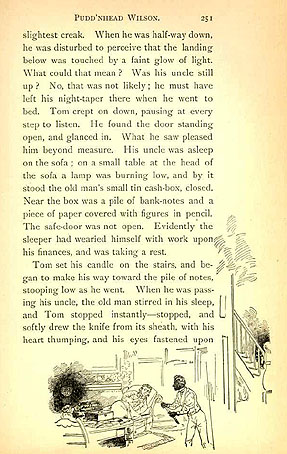 PUDD'NHEAD WILSON. 251
slightest creak. When he was half-way down,
he was disturbed to perceive that the landing
below was touched by a faint glow of light.
What could that mean? Was his uncle still
up? No, that was not likely; he must have
left his night-taper there when he went to
bed. Tom crept on down, pausing at every
step to listen. He found the door standing
open, and glanced in. What he saw pleased
him beyond measure. His uncle was asleep
on the sofa; on a small table at the head of
the sofa a lamp was burning low, and by it
stood the old man's small tin cash-box, closed.
Near the box was a pile of bank-notes and a
piece of paper covered with figures in pencil.
The safe-door was not open. Evidently the
sleeper had wearied himself with work upon
his finances, and was taking a rest.
Tom set his candle on the stairs, and be-
gan to make his way toward the pile of notes,
stooping low as he went. When he was pass-
ing his uncle, the old man stirred in his sleep,
and Tom stopped instantly—stopped, and
softly drew the knife from its sheath, with his
heart thumping, and his eyes fastened upon